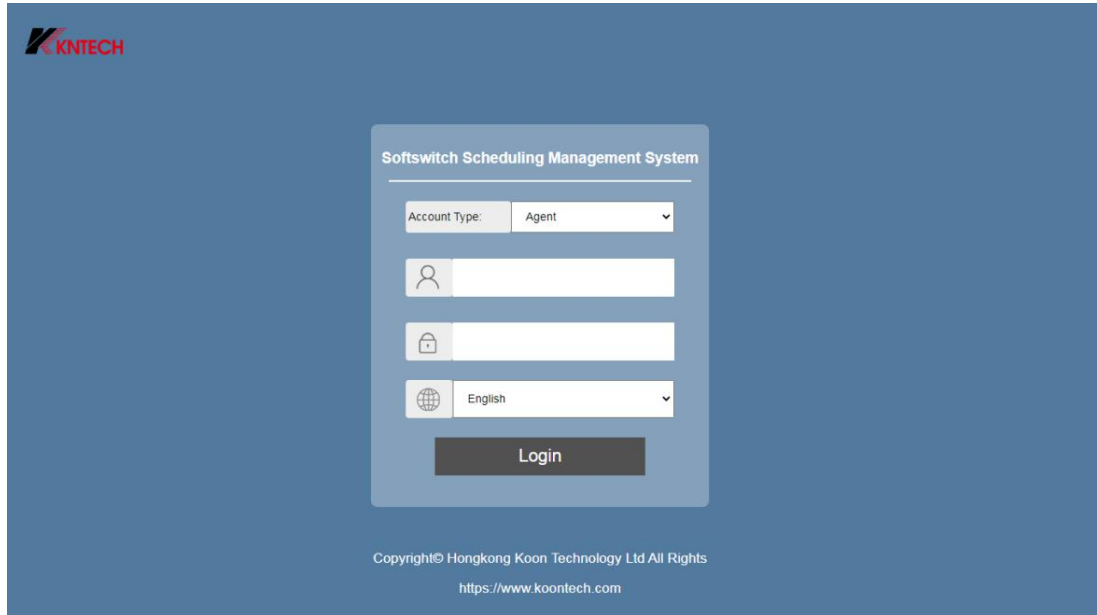 KNTECH
Softswitch Scheduling Management System
Account Type: Agent
English
Login
Copyright© Hongkong Koon Technology Ltd All Rights
https://www.koontech.com